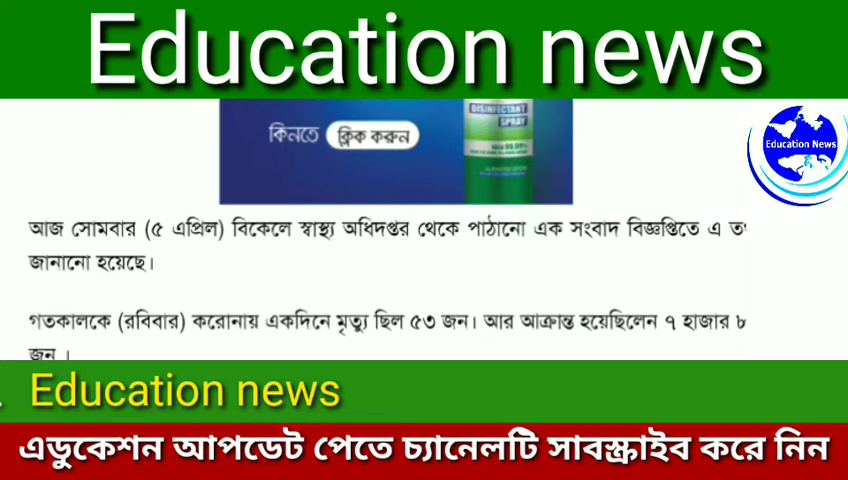 Education news
DISINFECTANT
SPRAY
কিনতে ক্লিক করুন
Education News
আজ সোমবার (৫ এপ্রিল) বিকেলে স্বাস্থ্য অধিদপ্তর থেকে পাঠানো এক সংবাদ বিজ্ঞপ্তিতে এ
জানানো হয়েছে।
গতকালকে (রবিবার) করোনায় একদিনে মৃত্যু ছিল ৫৩ জন। আর আক্রান্ত হয়েছিলেন ৭ হাজার ৮
জন।
. Education news
এডুকেশন আপডেট পেতে চ্যানেলটি সাবস্ক্রাইব করে নিন